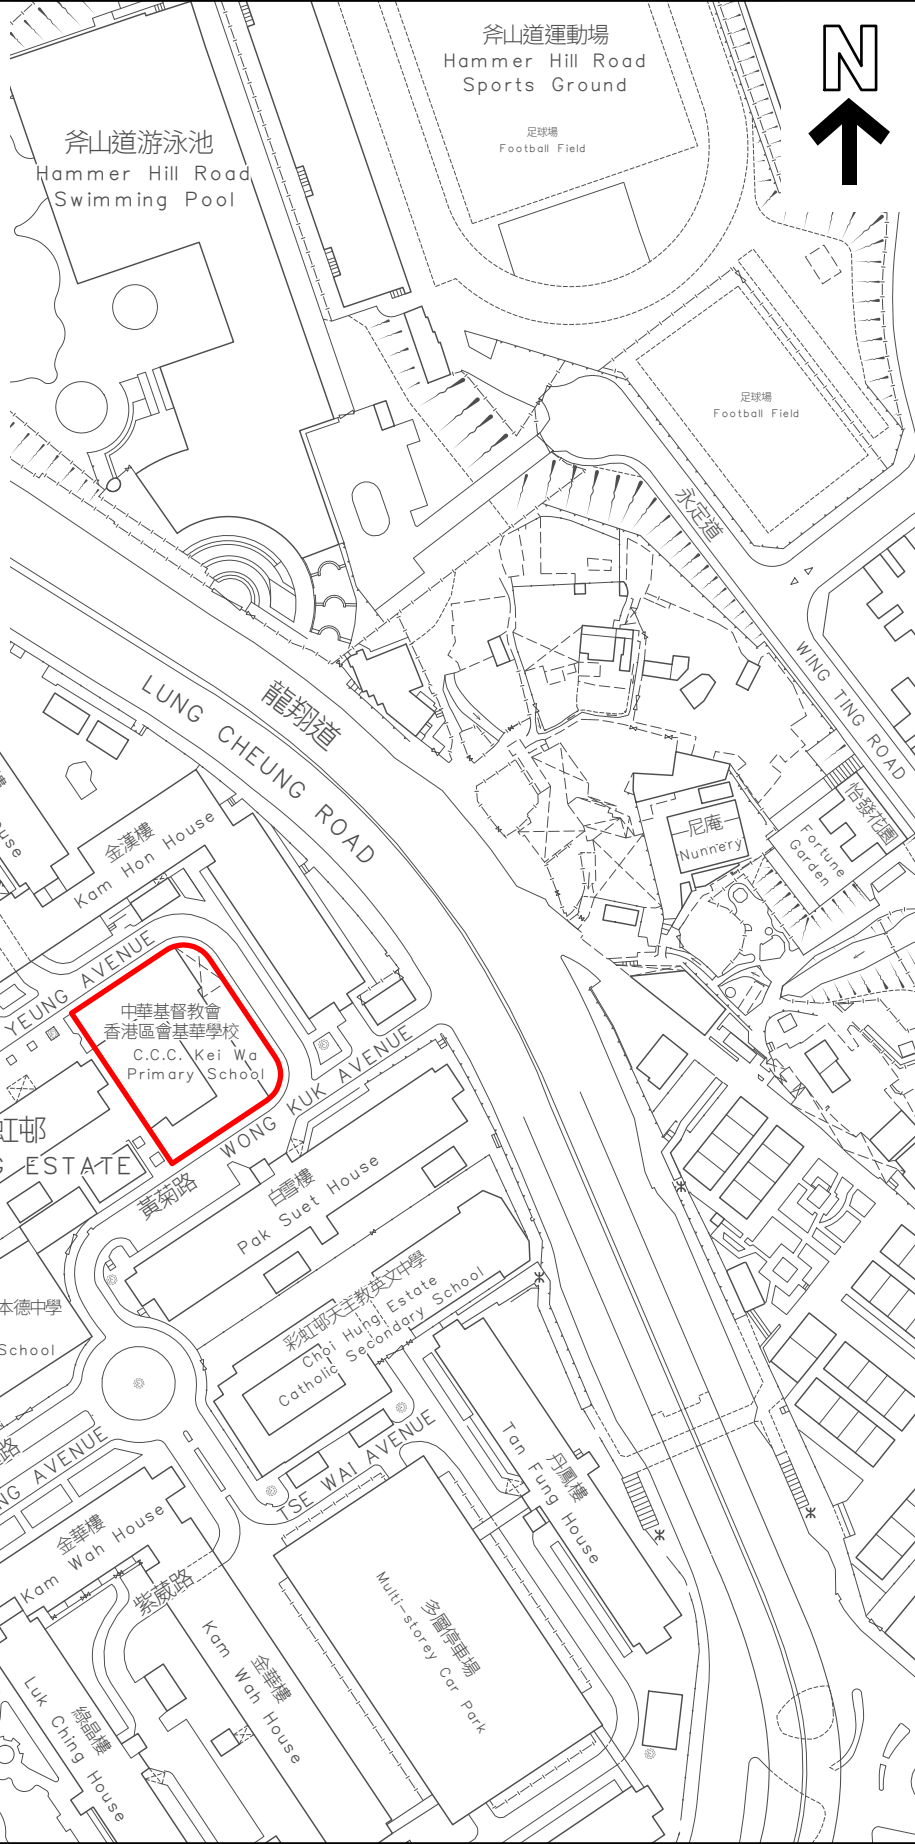 斧山道運動場
Hammer Hill Road
Sports Ground
N
足球場
Football Field
斧山道游泳池
Hammer Hill Road
Swimming Pool
足球場
Football Field
永定道
WING TING ROAD
龍翔道
LUNG CHEUNG ROAD
怡發花園
Fortune
Garden
尼庵
Nunnery
金漢樓
Kam Hon House
YEUNG AVENUE
中華基督教會
香港區會基華學校
C.C.C. Kei Wa
Primary School
WONG KUK AVENUE
黃菊路
虹邨
ESTATE
白雪樓
Pak Suet House
本德中學
School
彩虹邨天主教英文中學
Choi Hung Estate
Catholic Secondary School
TSE WAI AVENUE
丹鳳樓
Tan Fung House
路
NG AVENUE
金華樓
Kam Wah House
紫葳路
多層停車場
Multi-storey Car Park
金華樓
Kam Wah House
綠晶樓
Luk Ching House